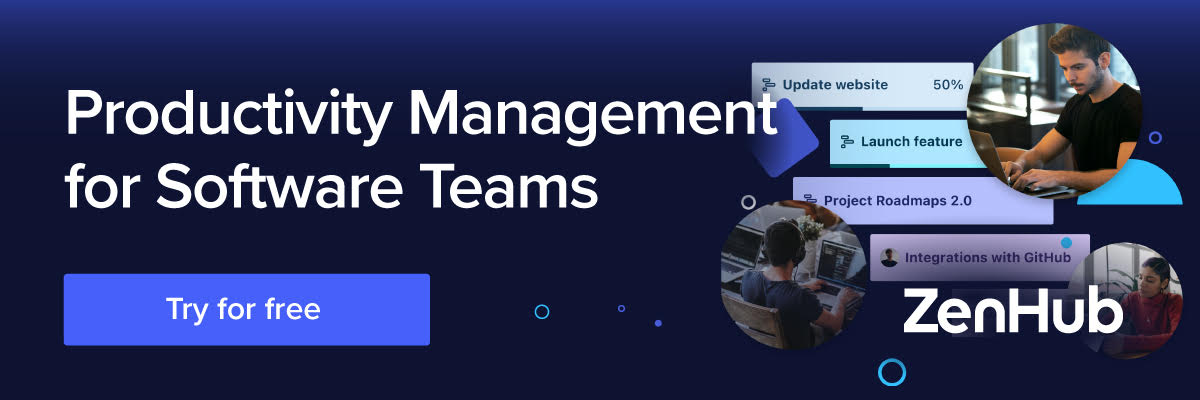 Productivity Management
for Software Teams
Try for free
Update website 50%
Launch feature
Project Roadmaps 2.0
Integrations with GitHub
ZenHub